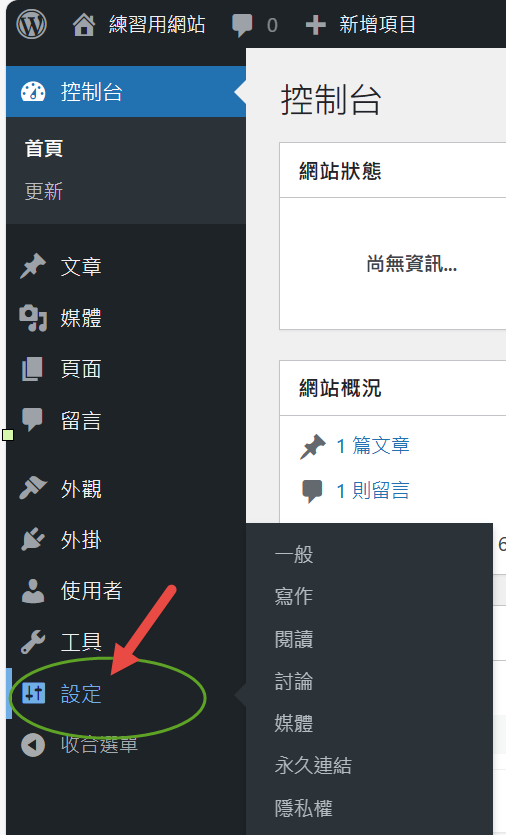 練習用網站 0 新增項目
控制台
首頁
更新
文章
媒體
頁面
留言
外觀
外掛
使用者
工具
設定
收合選單
控制台
網站狀態
尚無資訊...
網站概況
1 篇文章
1 則留言
6
一般
寫作
閱讀
討論
媒體
永久連結
隱私權